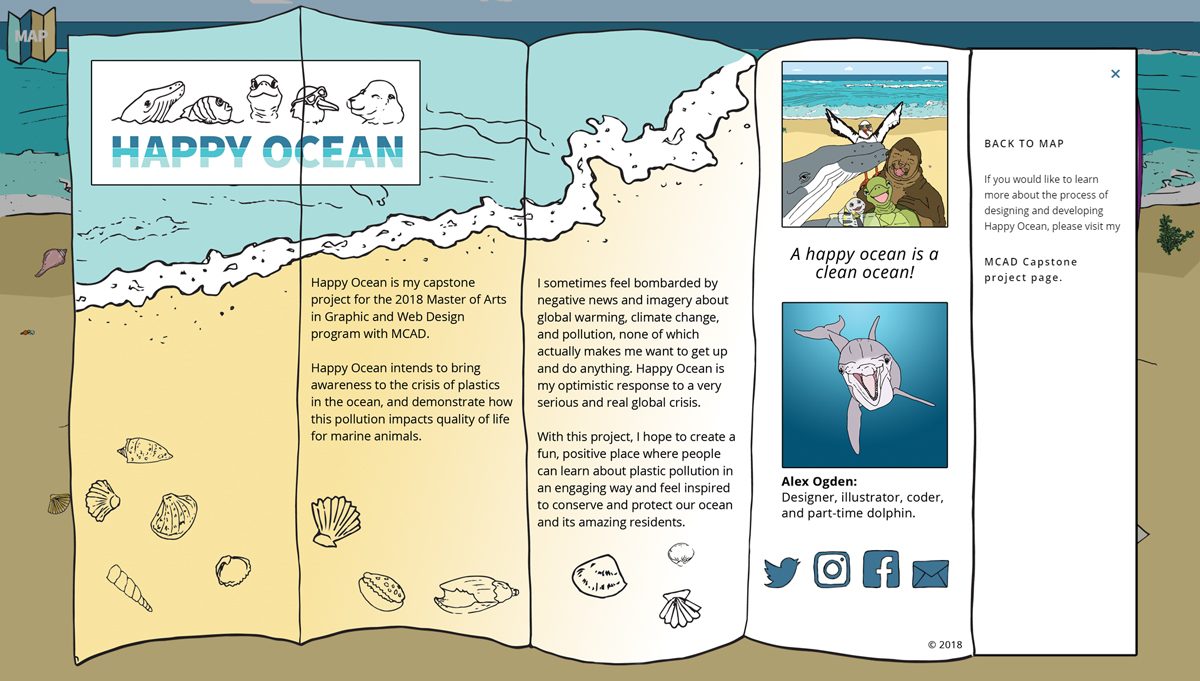 MAP
HAPPY OCEAN
Happy Ocean is my capstone
project for the 2018 Master of Arts
in Graphic and Web Design
program with MCAD.
Happy Ocean intends to bring
awareness to the crisis of plastics
in the ocean, and demonstrate how
this pollution impacts quality of life
for marine animals.
I sometimes feel bombarded by
negative news and imagery about
global warming, climate change,
and pollution, none of which
actually makes me want to get up
and do anything. Happy Ocean is
my optimistic response to a very
serious and real global crisis.
With this project, I hope to create a
fun, positive place where people
can learn about plastic pollution in
an engaging way and feel inspired
to conserve and protect our ocean
and its amazing residents.
A happy ocean is a
clean ocean!
Alex Ogden:
Designer, illustrator, coder,
and part-time dolphin.
© 2018
BACK TO MAP
If you would like to learn
more about the process of
designing and developing
Happy Ocean, please visit my
MCAD Capstone
project page.